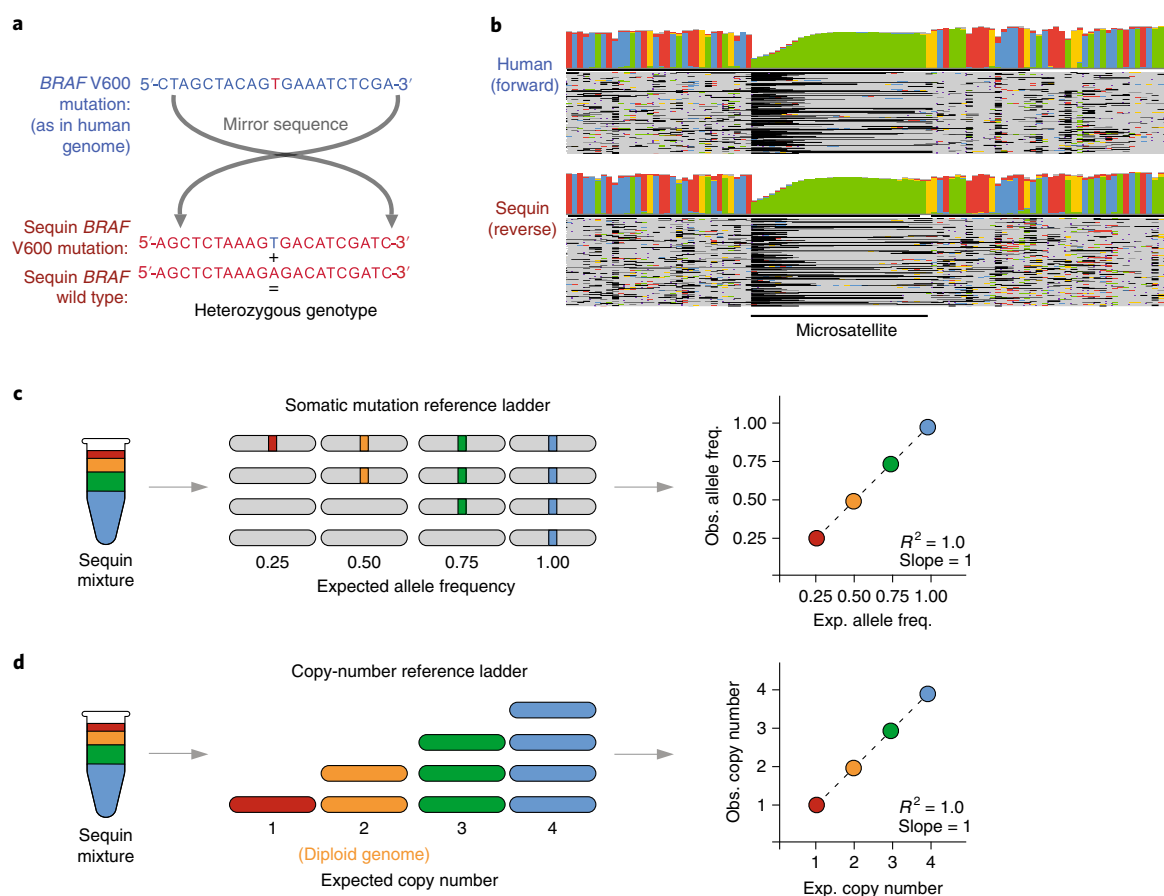 a
BRAF V600
mutation:
(as in human
genome)
5′-CTAGCTACAGTGAAATCTCGA-3′
Mirror sequence
Sequin BRAF
V600 mutation:
5′-AGCTCTAAAGTGACATCGATC-3′
+
Sequin BRAF
wild type:
5′-AGCTCTAAAGAGACATCGATC-3′
=
Heterozygous genotype
b
Human
(forward)
Sequin
(reverse)
Microsatellite
c
Somatic mutation reference ladder
Sequin
mixture
0.25 0.50 0.75 1.00
Expected allele frequency
Obs. allele freq.
1.00
0.75
0.50
0.25
R² = 1.0
Slope = 1
0.25 0.50 0.75 1.00
Exp. allele freq.
d
Copy-number reference ladder
Sequin
mixture
1 2 3 4
(Diploid genome)
Expected copy number
Obs. copy number
4
3
2
1
R² = 1.0
Slope = 1
1 2 3 4
Exp. copy number